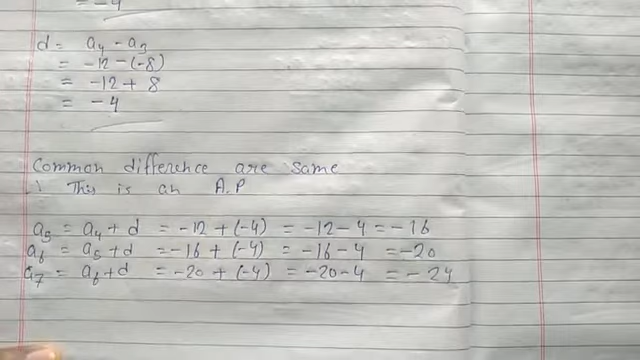 = -4
d = a₄ - a₃
= -12 - (-8)
= -12 + 8
= -4
Common difference are same
∴ This is an A.P
a₅ = a₄ + d = -12 + (-4) = -12 - 4 = -16
a₆ = a₅ + d = -16 + (-4) = -16 - 4 = -20
a₇ = a₆ + d = -20 + (-4) = -20 - 4 = -24